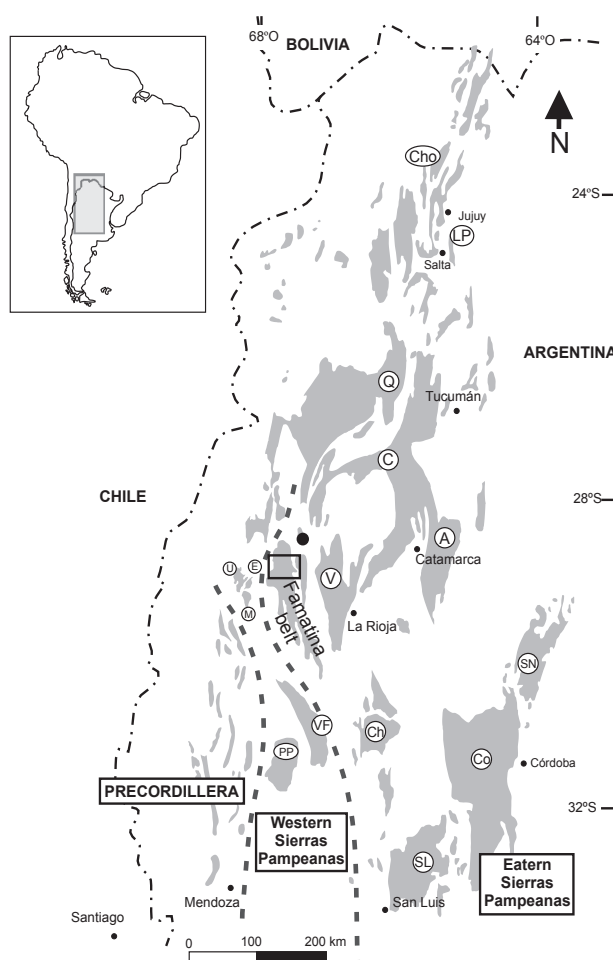 68ºO
BOLIVIA
64ºO
N
Cho
24ºS
Jujuy
LP
Salta
ARGENTINA
Q
Tucumán
C
CHILE
28ºS
A
Catamarca
U
E
V
M
La Rioja
Famatina
belt
SN
VF
Ch
PP
Co
Córdoba
PRECORDILLERA
32ºS
Western
Sierras
Pampeanas
SL
Eatern
Sierras
Pampeanas
Mendoza
San Luis
Santiago
0 100 200 km